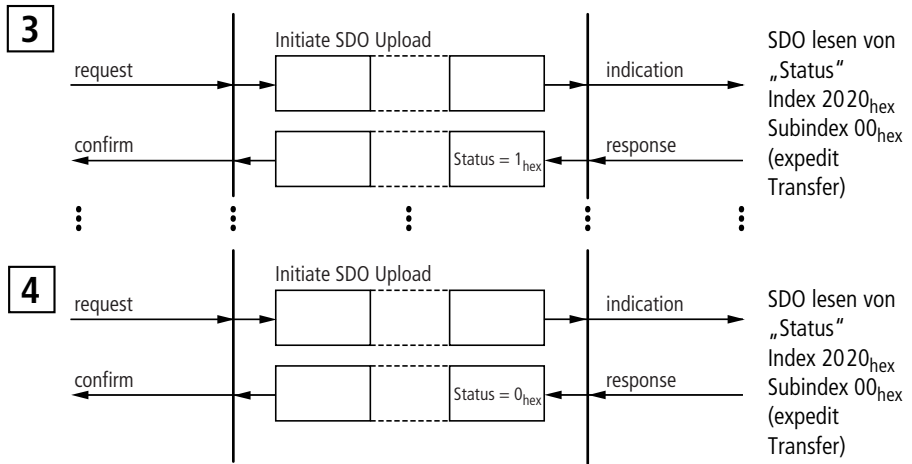 3
Initiate SDO Upload
request
indication
confirm
Status = 1hex
response
SDO lesen von
„Status“
Index 2020hex
Subindex 00hex
(expedit
Transfer)
4
Initiate SDO Upload
request
indication
confirm
Status = 0hex
response
SDO lesen von
„Status“
Index 2020hex
Subindex 00hex
(expedit
Transfer)